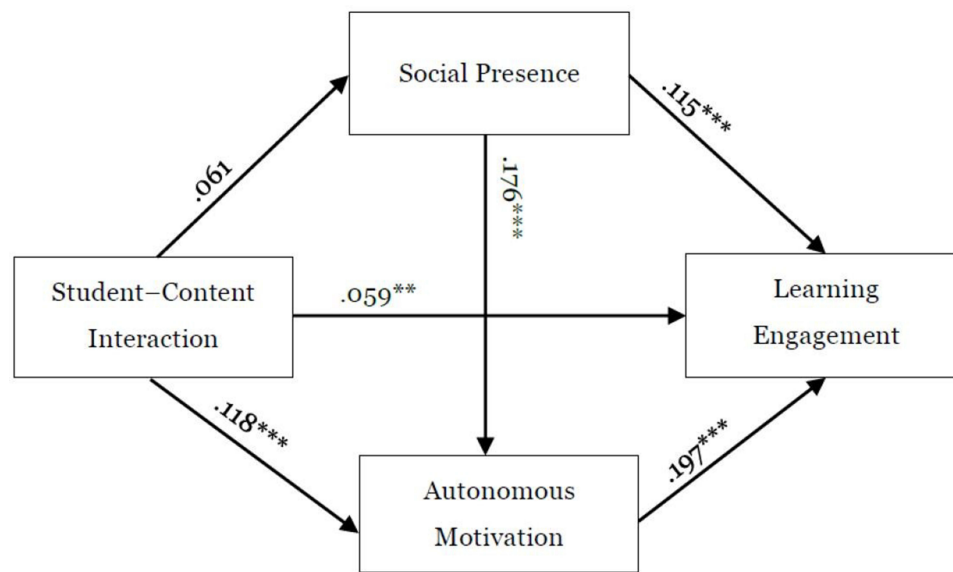 Social Presence
.115***
.061
.176***
Student–Content
Interaction
.059**
Learning
Engagement
.118***
.197***
Autonomous
Motivation